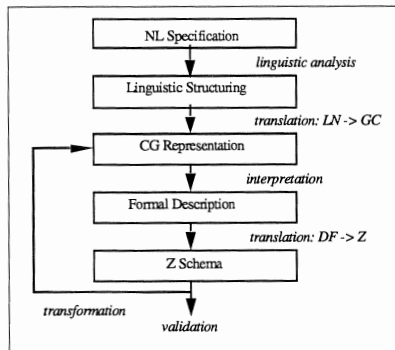 NL Specification
linguistic analysis
Linguistic Structuring
translation: LN -> GC
CG Representation
interpretation
Formal Description
translation: DF -> Z
Z Schema
transformation
validation